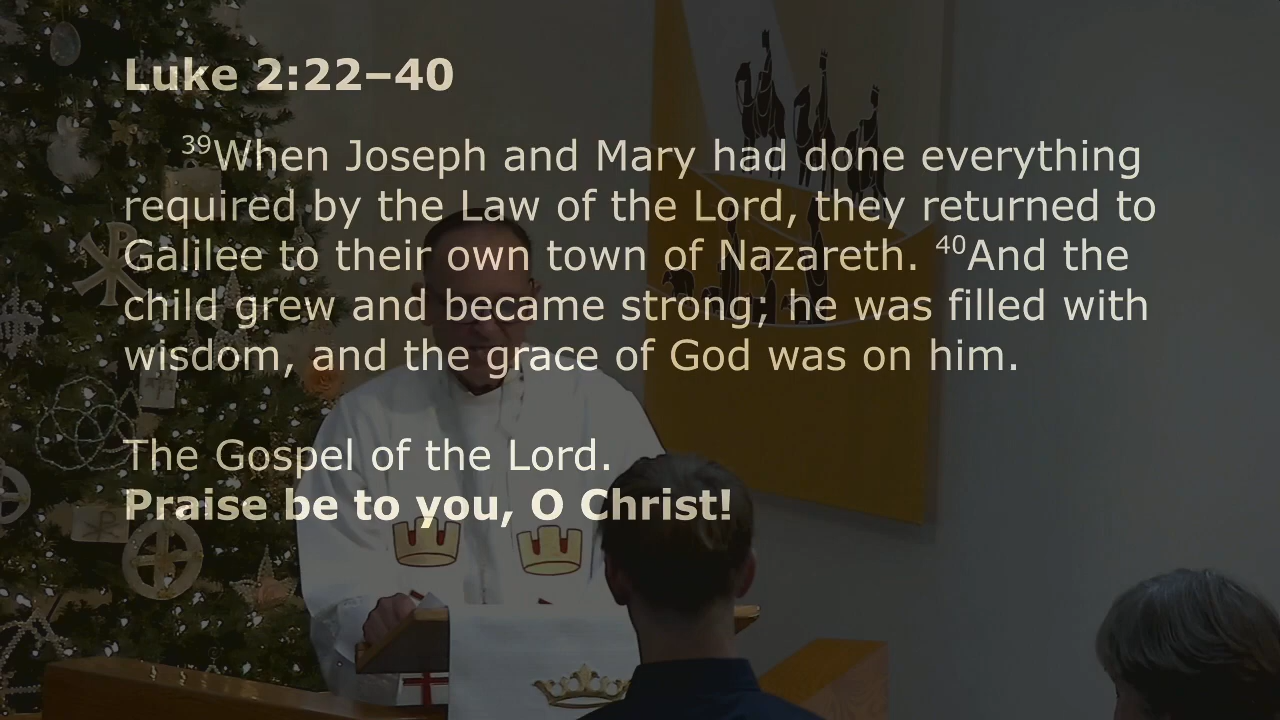 Luke 2:22–40
39When Joseph and Mary had done everything
required by the Law of the Lord, they returned to
Galilee to their own town of Nazareth. 40And the
child grew and became strong; he was filled with
wisdom, and the grace of God was on him.
The Gospel of the Lord.
Praise be to you, O Christ!